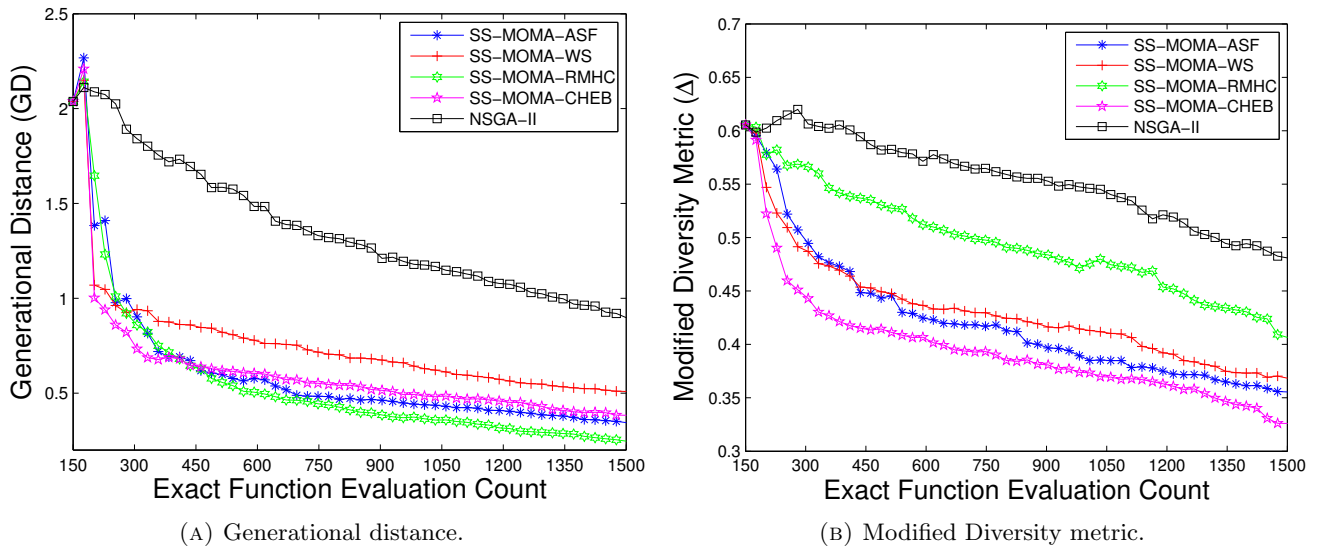 2.5
2
1.5
1
0.5
150 300 450 600 750 900 1050 1200 1350 1500
Generational Distance (GD)
Exact Function Evaluation Count
SS-MOMA-ASF
SS-MOMA-WS
SS-MOMA-RMHC
SS-MOMA-CHEB
NSGA-II
(A) Generational distance.
0.7
0.65
0.6
0.55
0.5
0.45
0.4
0.35
0.3
150 300 450 600 750 900 1050 1200 1350 1500
Modified Diversity Metric (Δ)
Exact Function Evaluation Count
SS-MOMA-ASF
SS-MOMA-WS
SS-MOMA-RMHC
SS-MOMA-CHEB
NSGA-II
(B) Modified Diversity metric.